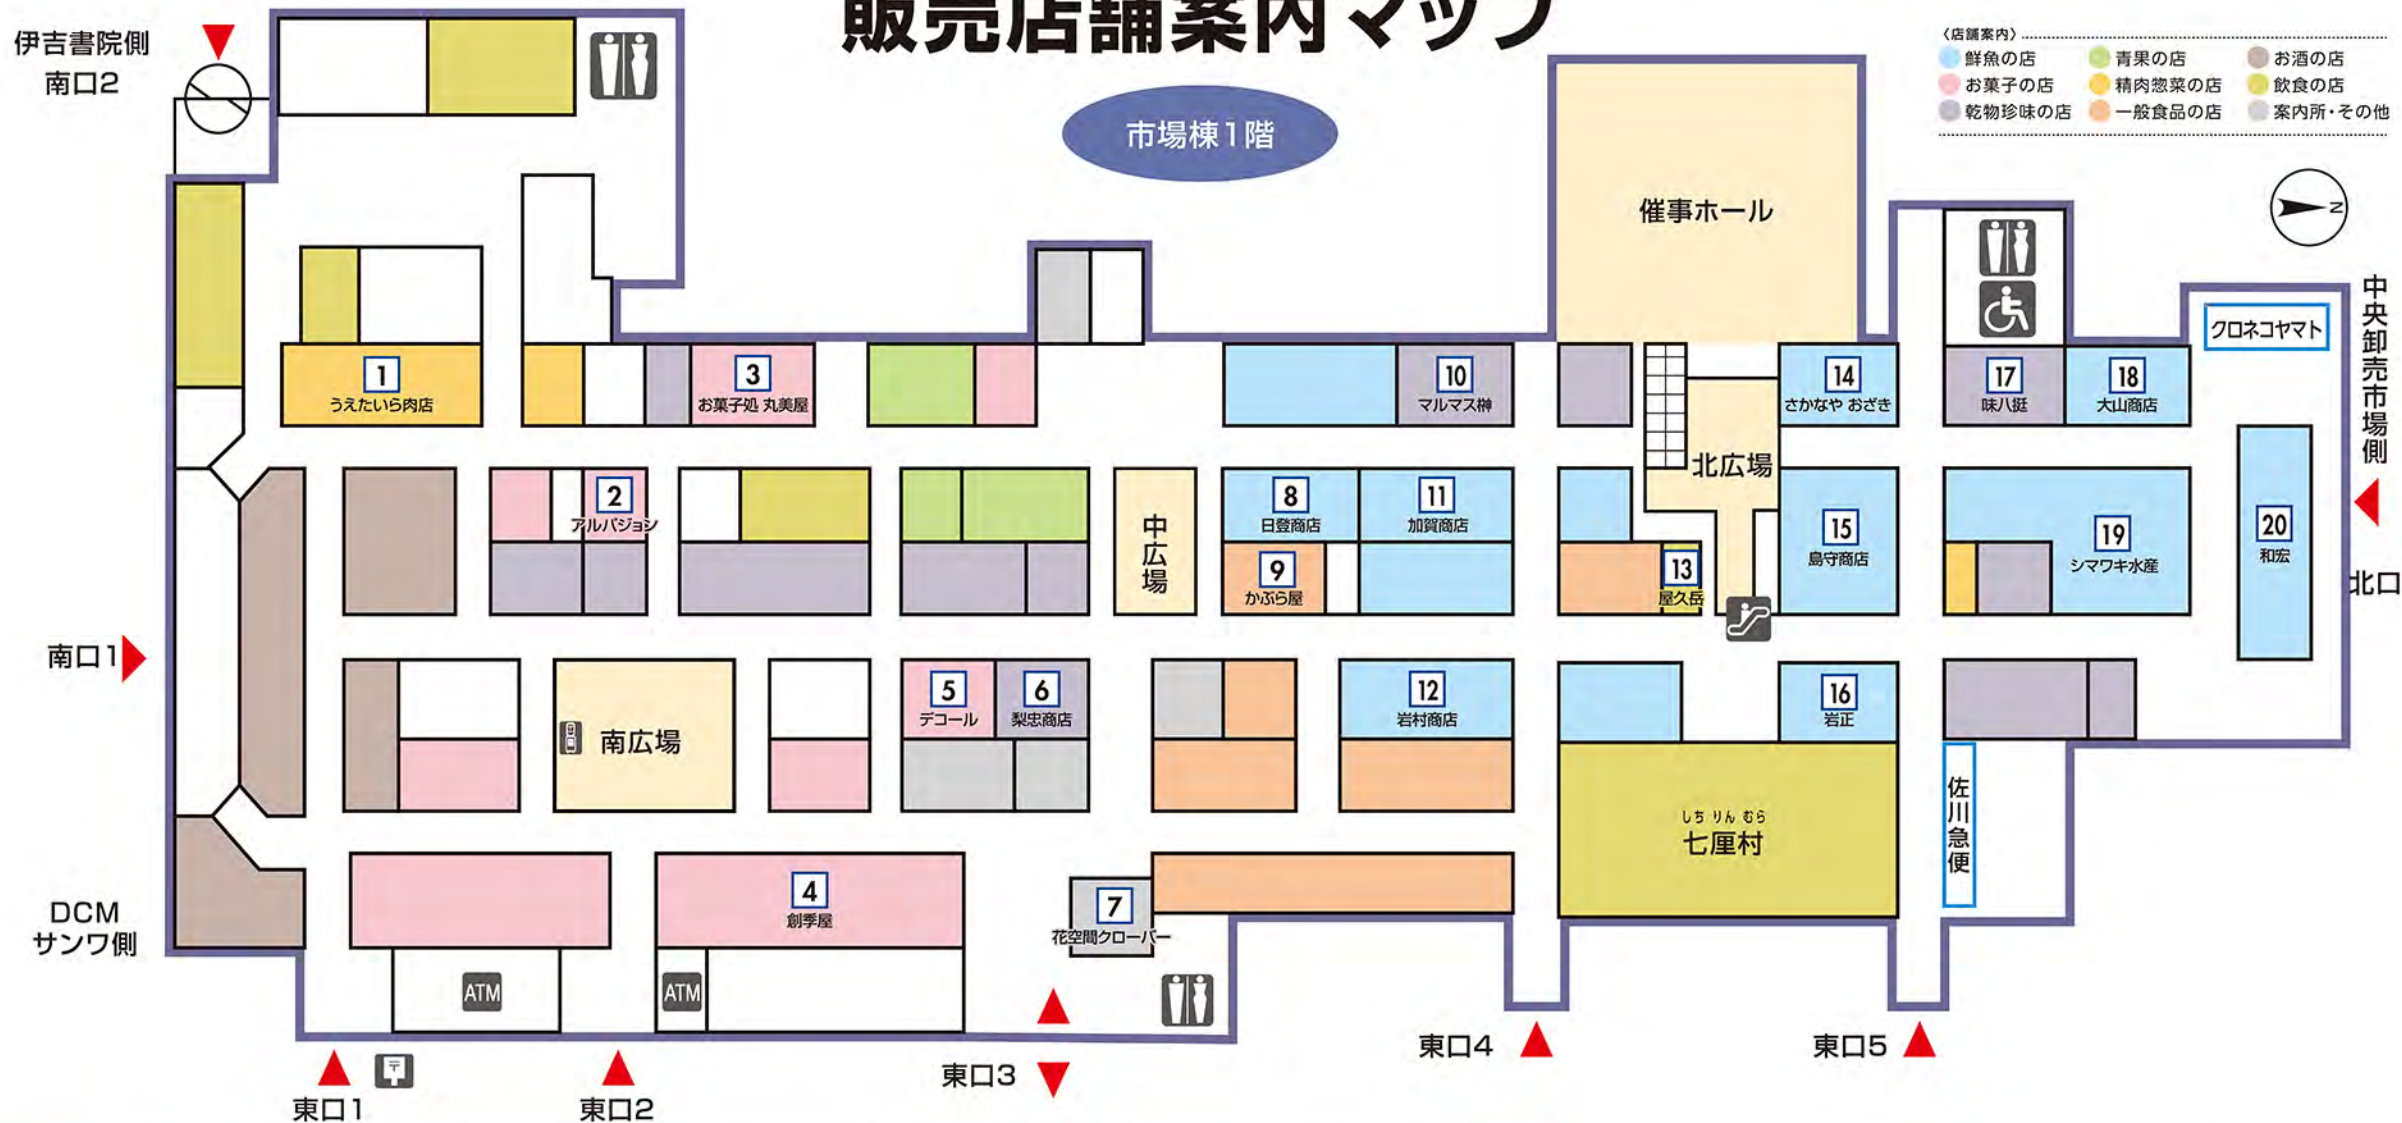 販売店舗案内マップ
市場棟1階
〈店舗案内〉
鮮魚の店
青果の店
お酒の店
お菓子の店
精肉惣菜の店
飲食の店
乾物珍味の店
一般食品の店
案内所・その他
N
伊吉書院側
南口2
催事ホール
中央卸売市場側
クロネコヤマト
1
うえたいら肉店
3
お菓子処 丸美屋
10
マルマス榊
14
さかなや おざき
17
味八挺
18
大山商店
北広場
2
アルパジョン
中広場
8
日登商店
11
加賀商店
15
島守商店
19
シマワキ水産
20
和宏
9
かぶら屋
13
屋久岳
北口
南口1
南広場
5
デコール
6
梨忠商店
12
岩村商店
16
岩正
しちりんむら
七厘村
佐川急便
4
創季屋
7
花空間クローバー
DCM
サンワ側
ATM
ATM
〒
東口1
東口2
東口3
東口4
東口5